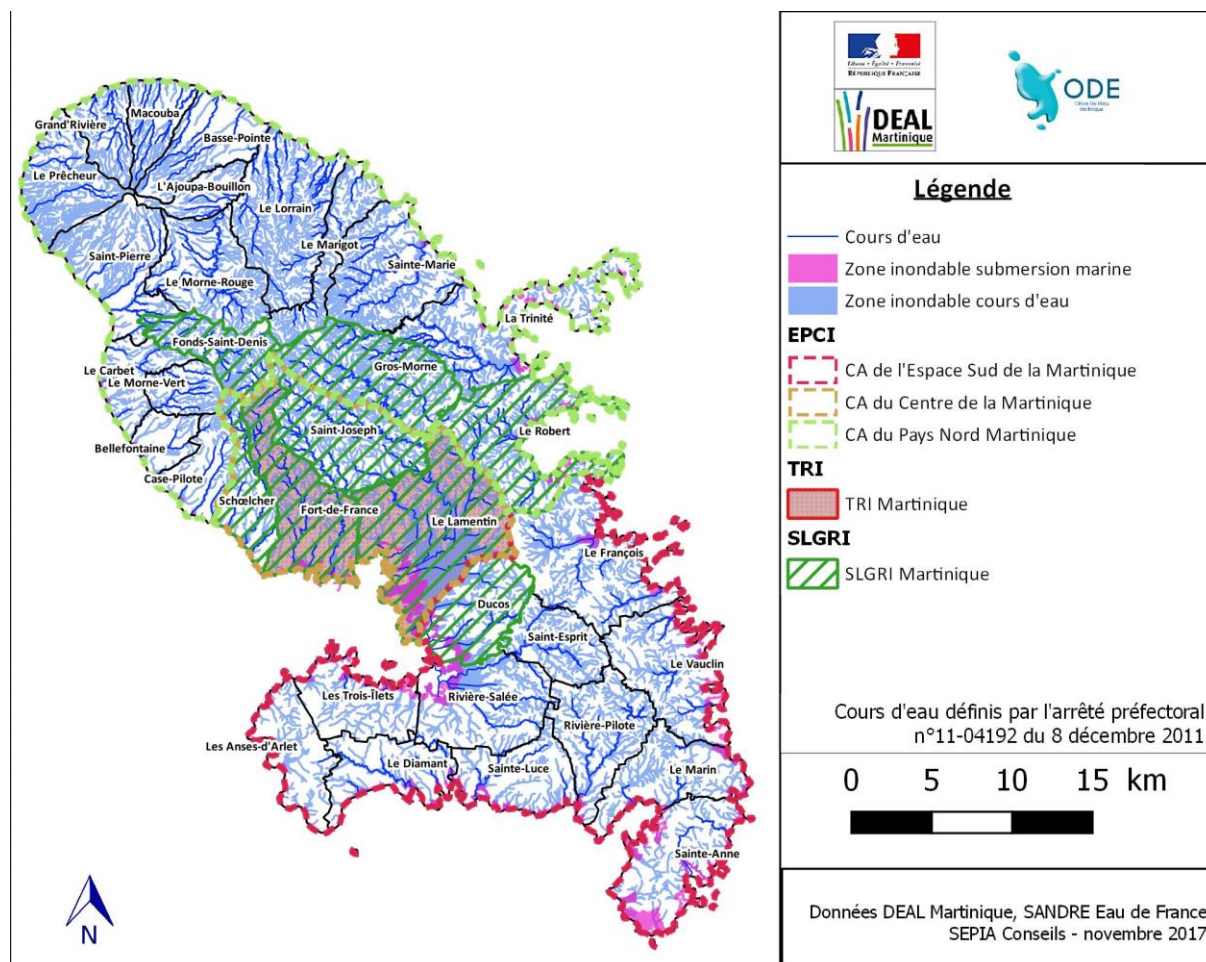 Grand'Rivière
Macouba
Basse-Pointe
Le Prêcheur
L'Ajoupa-Bouillon
Le Lorrain
Le Marigot
Saint-Pierre
Sainte-Marie
Le Morne-Rouge
La Trinité
Fonds-Saint-Denis
Gros-Morne
Le Carbet
Le Morne-Vert
Saint-Joseph
Le Robert
Bellefontaine
Case-Pilote
Schœlcher
Fort-de-France
Le Lamentin
Le François
Ducos
Saint-Esprit
Le Vauclin
Les Trois-Îlets
Rivière-Salée
Rivière-Pilote
Les Anses-d'Arlet
Le Diamant
Sainte-Luce
Le Marin
Sainte-Anne
N
Liberté • Égalité • Fraternité
RÉPUBLIQUE FRANÇAISE
DEAL
Martinique
ODE
Office De l'Eau
Martinique
Légende
Cours d'eau
Zone inondable submersion marine
Zone inondable cours d'eau
EPCI
CA de l'Espace Sud de la Martinique
CA du Centre de la Martinique
CA du Pays Nord Martinique
TRI
TRI Martinique
SLGRI
SLGRI Martinique
Cours d'eau définis par l'arrêté préfectoral
n°11-04192 du 8 décembre 2011
0 5 10 15 km
Données DEAL Martinique, SANDRE Eau de France
SEPIA Conseils - novembre 2017